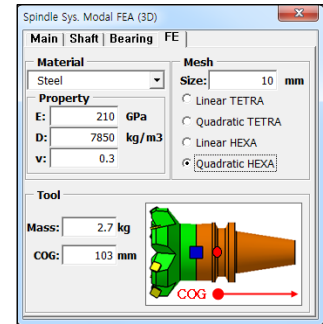 Spindle Sys. Modal FEA (3D)
Main | Shaft | Bearing | FE
Material
Steel
Property
E: 210 GPa
D: 7850 kg/m3
v: 0.3
Mesh
Size: 10 mm
Linear TETRA
Quadratic TETRA
Linear HEXA
Quadratic HEXA
Tool
Mass: 2.7 kg
COG: 103 mm
COG